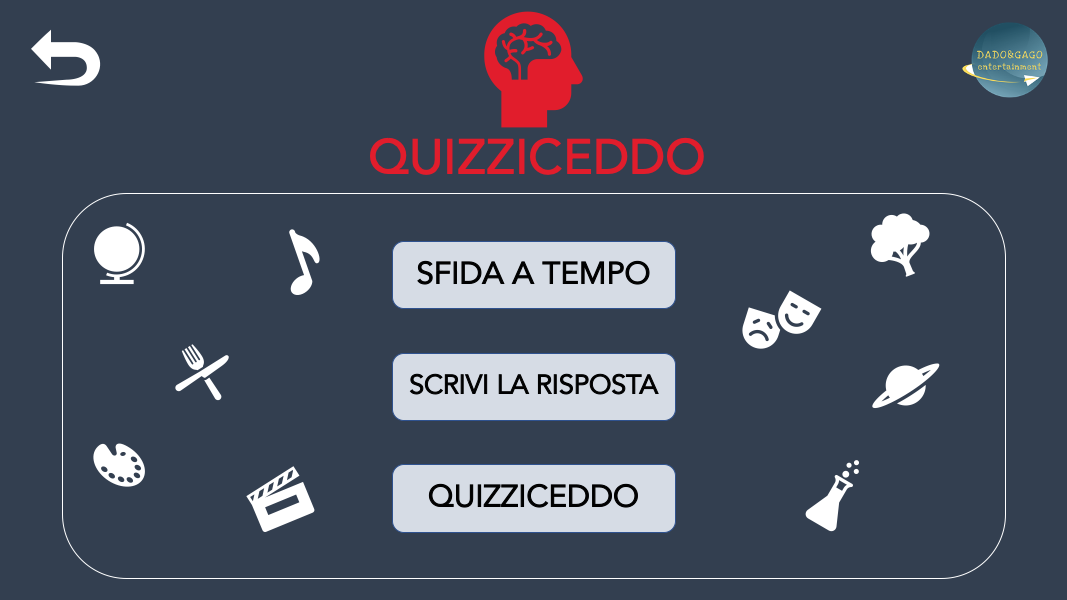 DADO&GAGO
entertainment
QUIZZICEDDO
SFIDA A TEMPO
SCRIVI LA RISPOSTA
QUIZZICEDDO